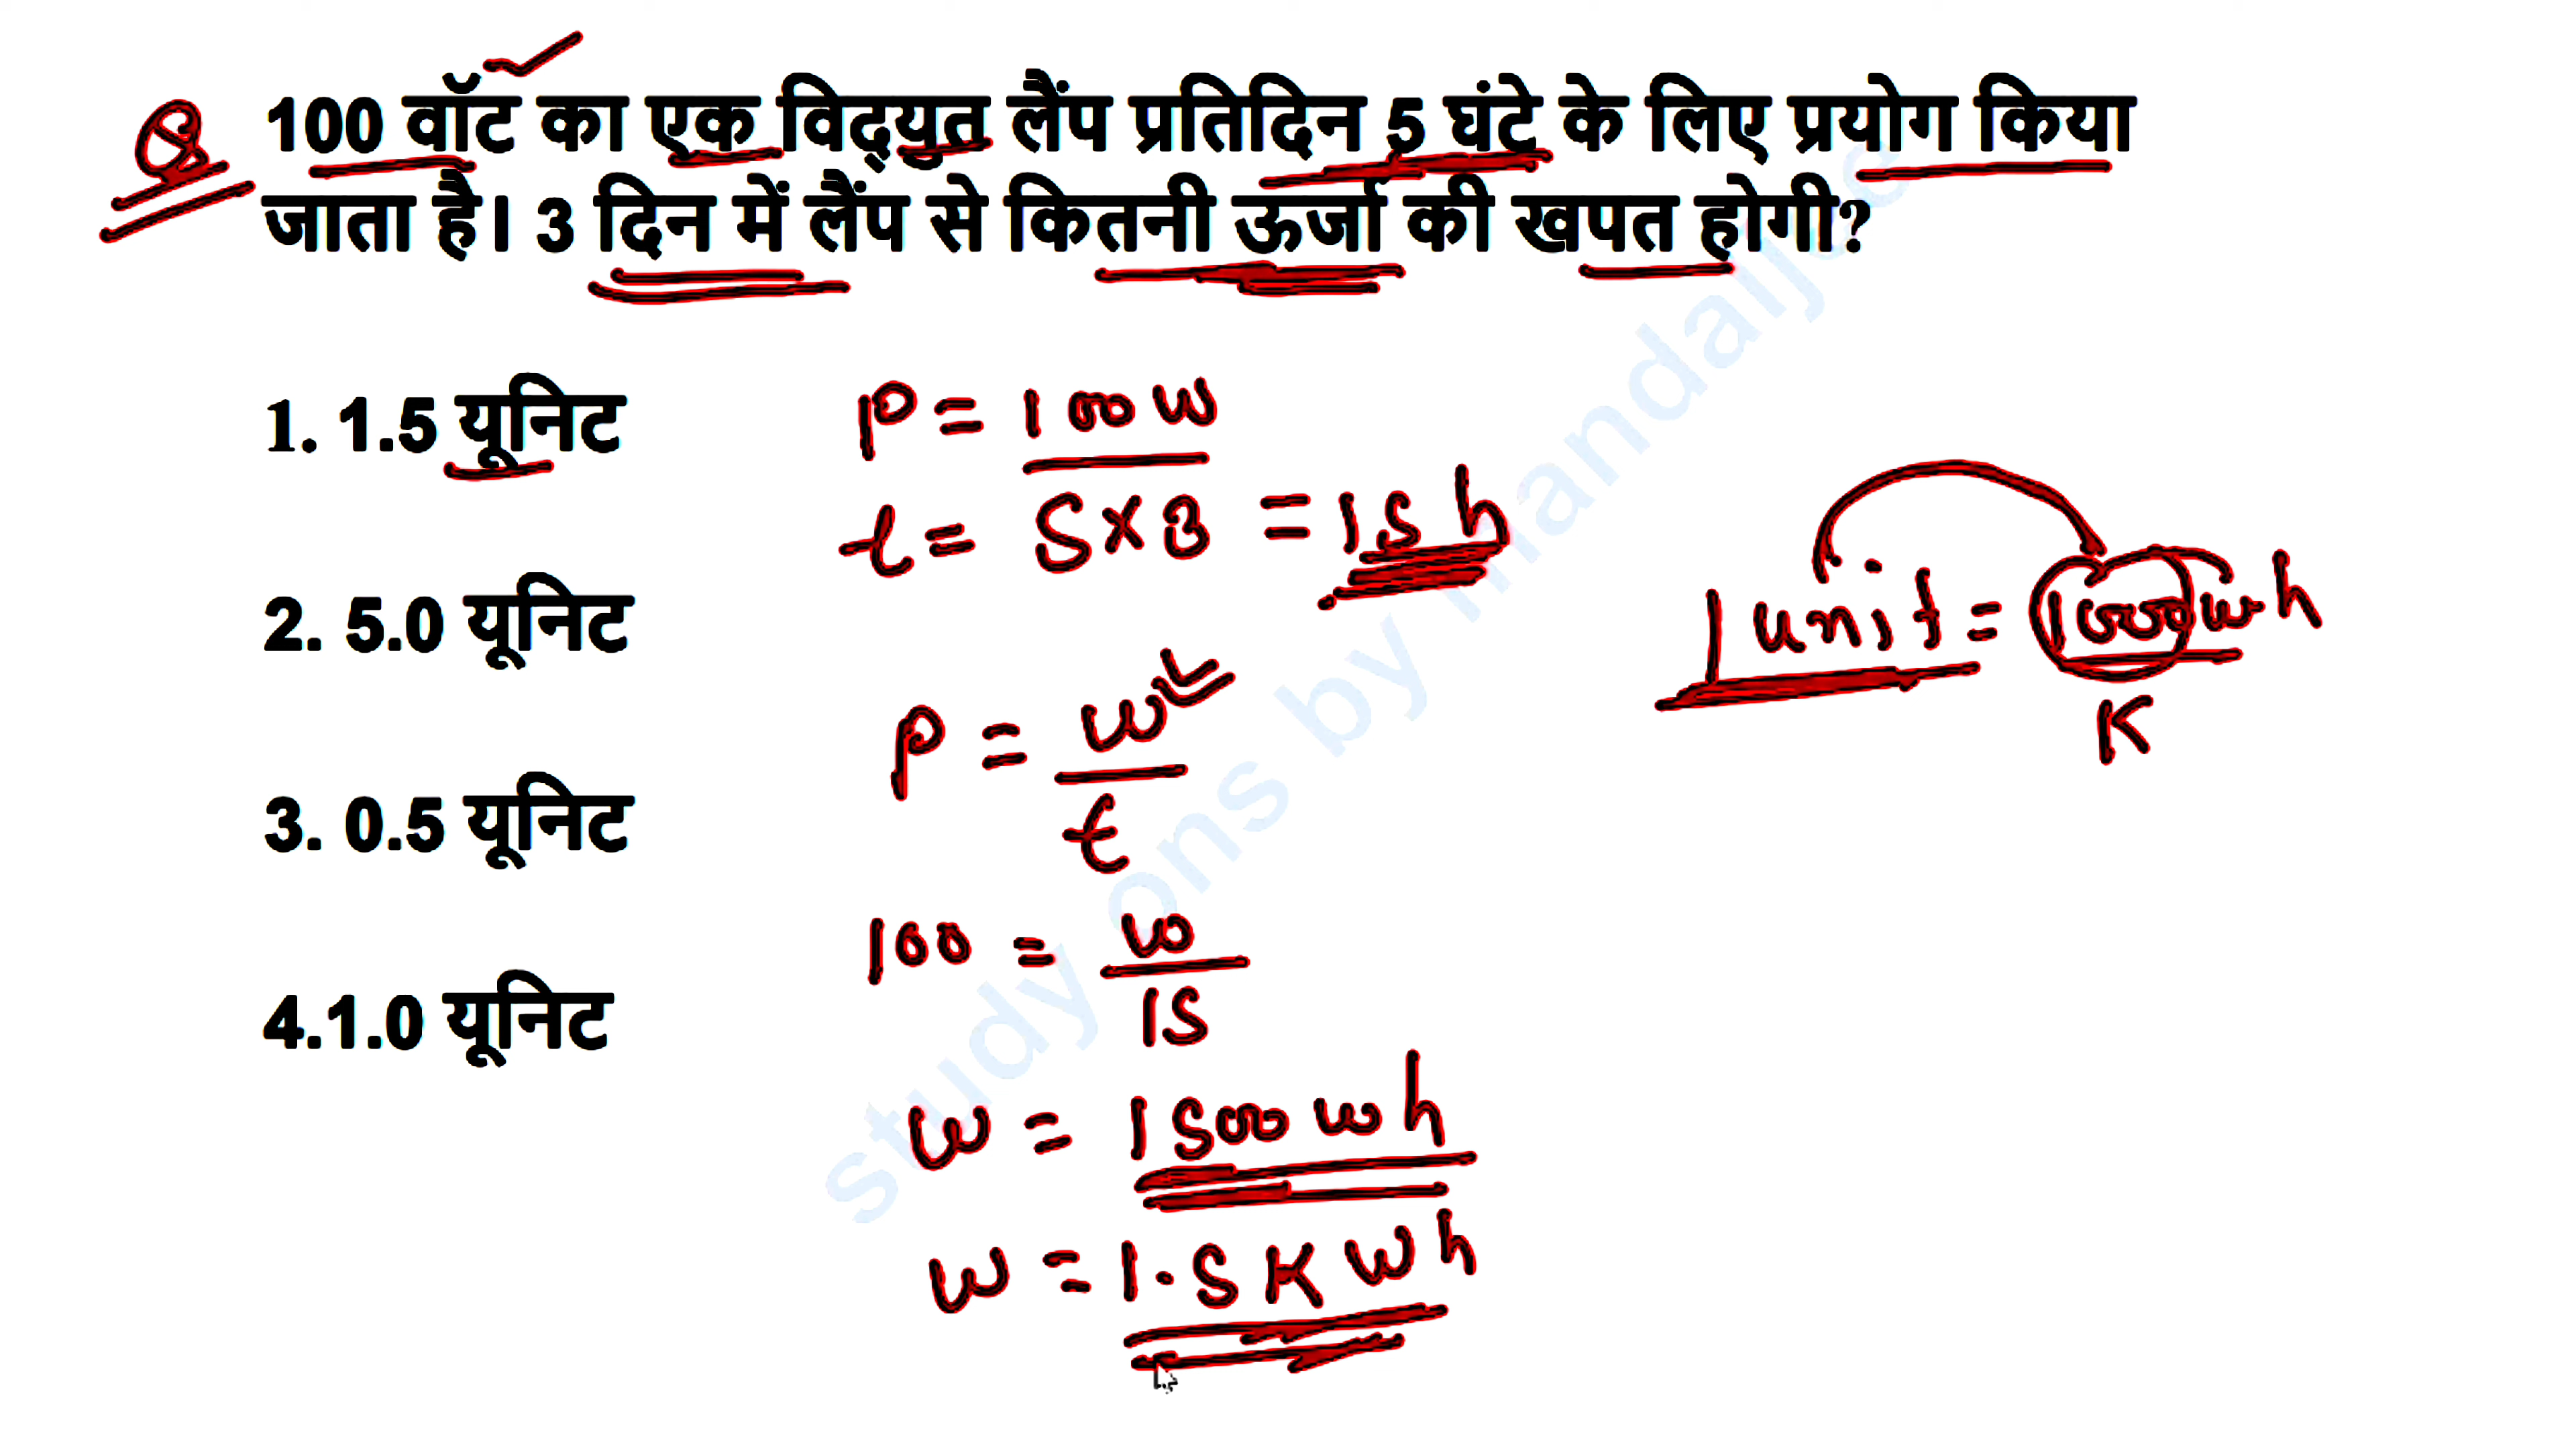 Q 100 वॉट का एक विद्युत लैंप प्रतिदिन 5 घंटे के लिए प्रयोग किया
जाता है। 3 दिन में लैंप से कितनी ऊर्जा की खपत होगी?
1. 1.5 यूनिट
2. 5.0 यूनिट
3. 0.5 यूनिट
4.1.0 यूनिट
P = 100 w
t = 5 x 3 = 15 h
P = w
t
100 = w
15
w = 1500 wh
w = 1.5 K w h
1 unit = 1000 wh
K